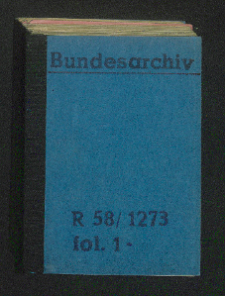 Bundesarchiv
R 58/1273
fol. 1-